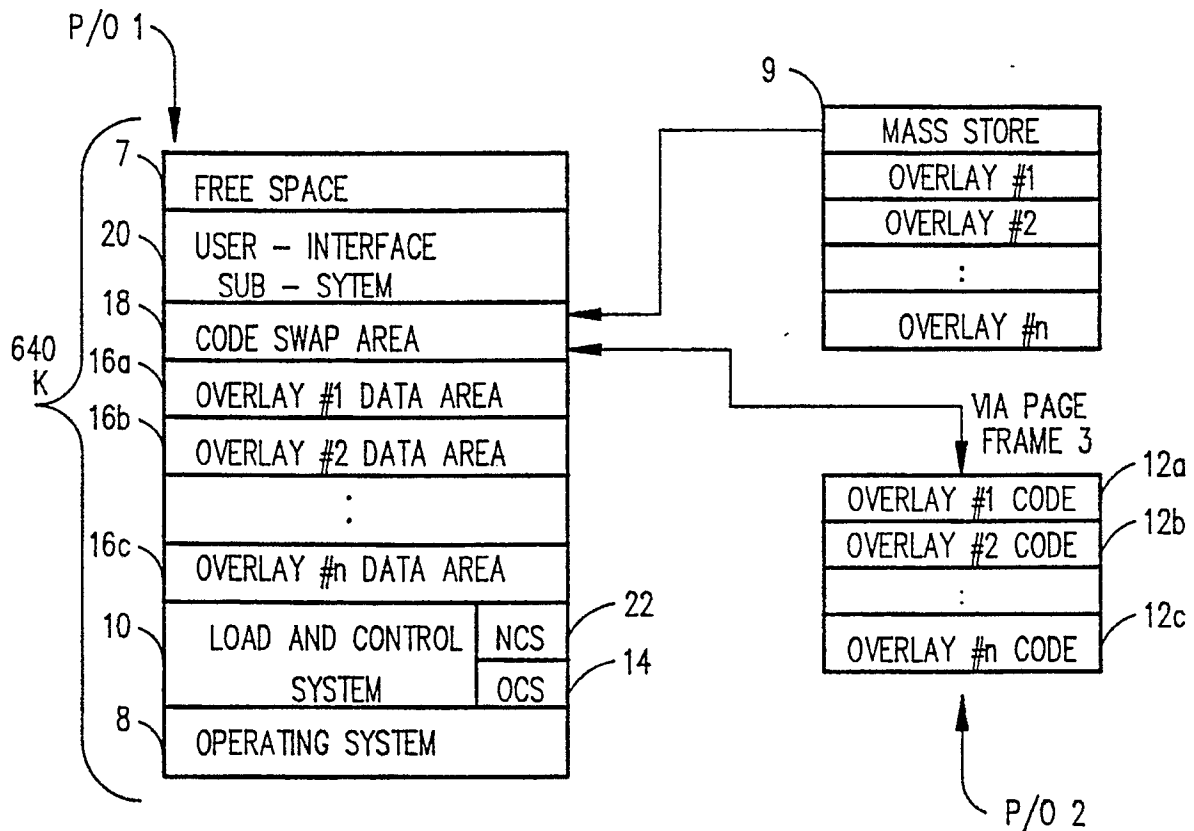 P/O 1
9
MASS STORE
OVERLAY #1
OVERLAY #2
:
OVERLAY #n
640
K
7
FREE SPACE
20
USER - INTERFACE
SUB - SYTEM
18
CODE SWAP AREA
16a
OVERLAY #1 DATA AREA
16b
OVERLAY #2 DATA AREA
:
16c
OVERLAY #n DATA AREA
10
LOAD AND CONTROL
SYSTEM
NCS
22
OCS
14
8
OPERATING SYSTEM
VIA PAGE
FRAME 3
OVERLAY #1 CODE
12a
OVERLAY #2 CODE
12b
:
OVERLAY #n CODE
12c
P/O 2